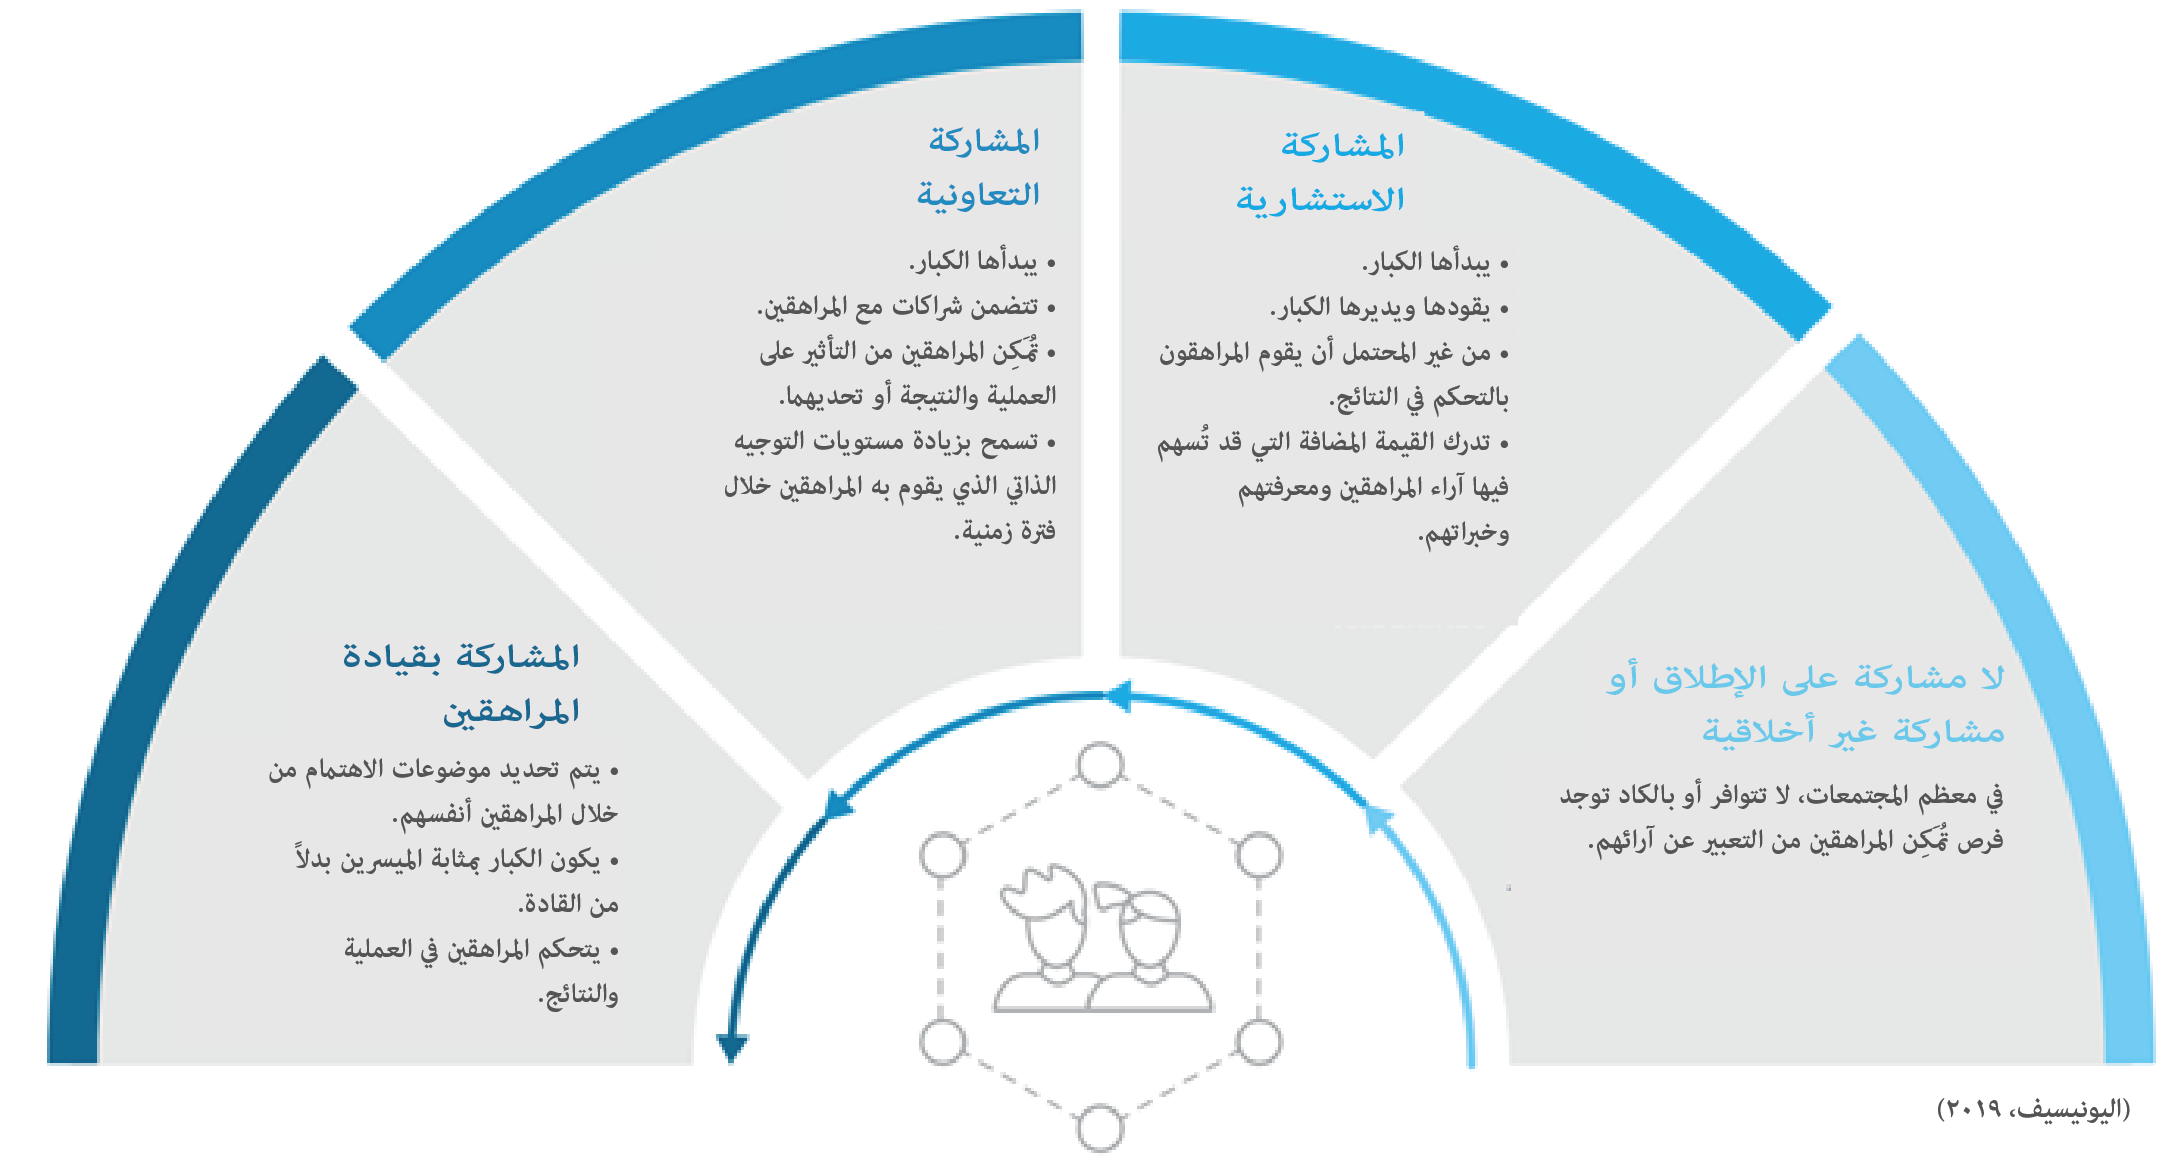 لا مشاركة على الإطلاق أو
مشاركة غير أخلاقية
في معظم المجتمعات، لا تتوافر أو بالكاد توجد
فرص تُمَكِن المراهقين من التعبير عن آرائهم.
المشاركة
الاستشارية
• يبدأها الكبار.
• يقودها ويديرها الكبار.
• من غير المحتمل أن يقوم المراهقون
بالتحكم في النتائج.
• تدرك القيمة المضافة التي قد تُسهم
فيها آراء المراهقين ومعرفتهم
وخبراتهم.
المشاركة
التعاونية
• يبدأها الكبار.
• تتضمن شراكات مع المراهقين.
• تُمَكِن المراهقين من التأثير على
العملية والنتيجة أو تحديهما.
• تسمح بزيادة مستويات التوجيه
الذاتي الذي يقوم به المراهقين خلال
فترة زمنية.
المشاركة بقيادة
المراهقين
• يتم تحديد موضوعات الاهتمام من
خلال المراهقين أنفسهم.
• يكون الكبار بمثابة الميسرين بدلاً
من القادة.
• يتحكم المراهقين في العملية
والنتائج.
(اليونيسيف، ٢٠١٩)